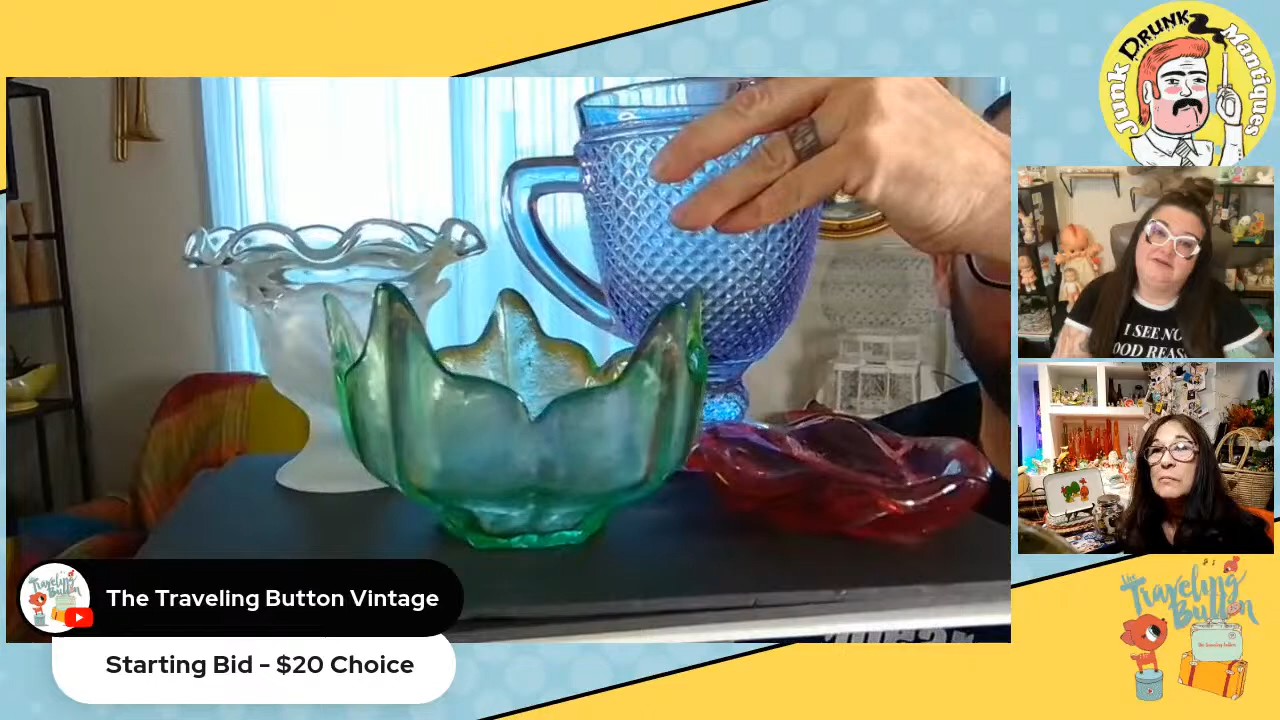 Junk
DRUNK
Mantiques
I SEE NO
OOD REAS
The Traveling Button Vintage
Starting Bid - $20 Choice
The
Traveling
Button